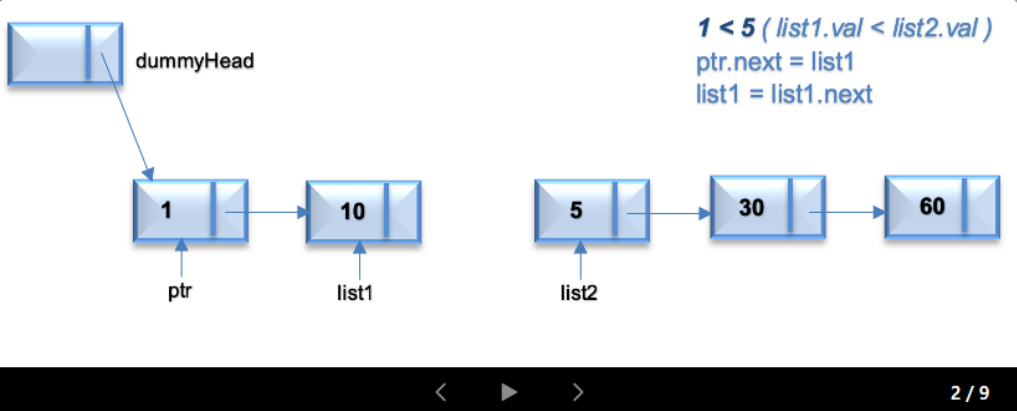 dummyHead
1 < 5 ( list1.val < list2.val )
ptr.next = list1
list1 = list1.next
1
10
5
30
60
ptr
list1
list2
2 / 9